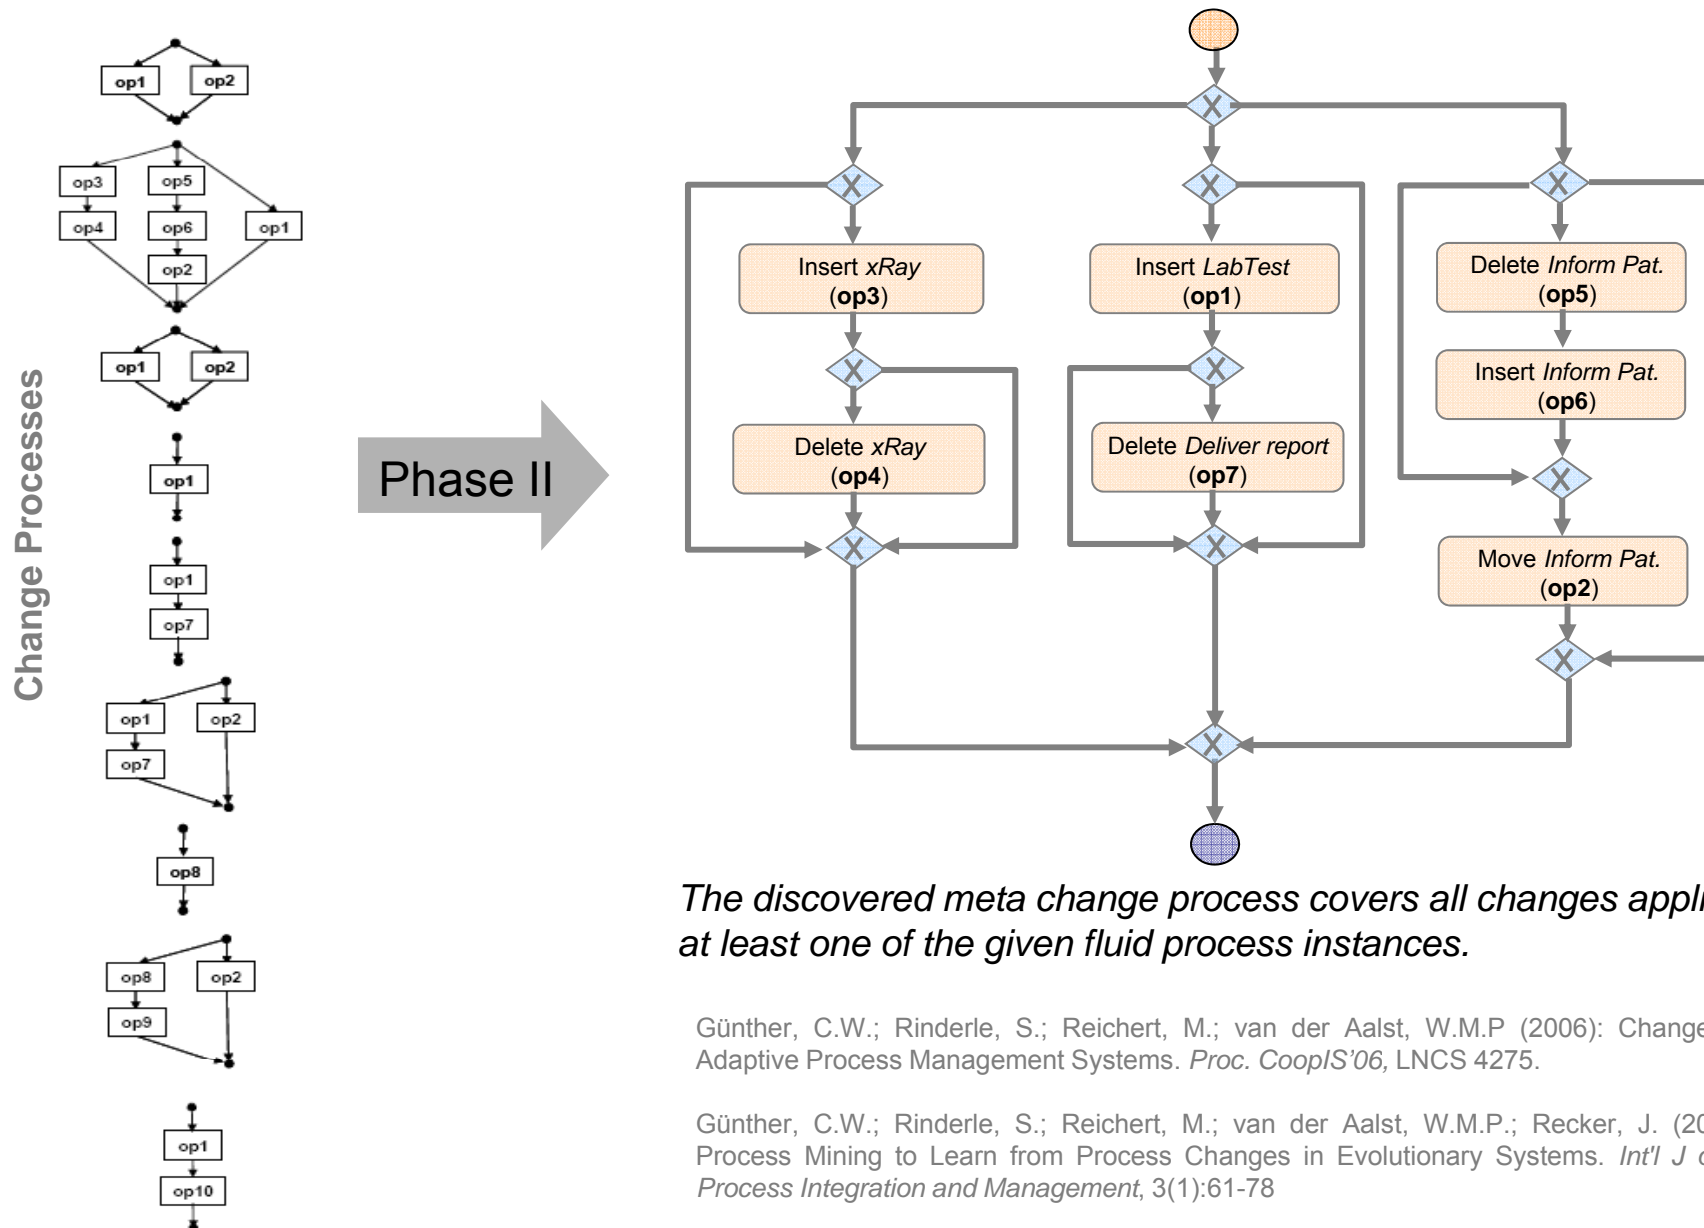 Change Processes
op1 op2
op3 op5
op4 op6 op1
op2
op1 op2
op1
op1
op7
op1 op2
op7
op8
op8 op2
op9
op1
op10
Phase II
X
X X X
Insert xRay
(op3)
Insert LabTest
(op1)
Delete Inform Pat.
(op5)
X X
Insert Inform Pat.
(op6)
Delete xRay
(op4)
Delete Deliver report
(op7)
X
X X
Move Inform Pat.
(op2)
X
X
The discovered meta change process covers all changes appli
at least one of the given fluid process instances.
Günther, C.W.; Rinderle, S.; Reichert, M.; van der Aalst, W.M.P (2006): Change
Adaptive Process Management Systems. Proc. CoopIS'06, LNCS 4275.
Günther, C.W.; Rinderle, S.; Reichert, M.; van der Aalst, W.M.P.; Recker, J. (20
Process Mining to Learn from Process Changes in Evolutionary Systems. Int'l J o
Process Integration and Management, 3(1):61-78